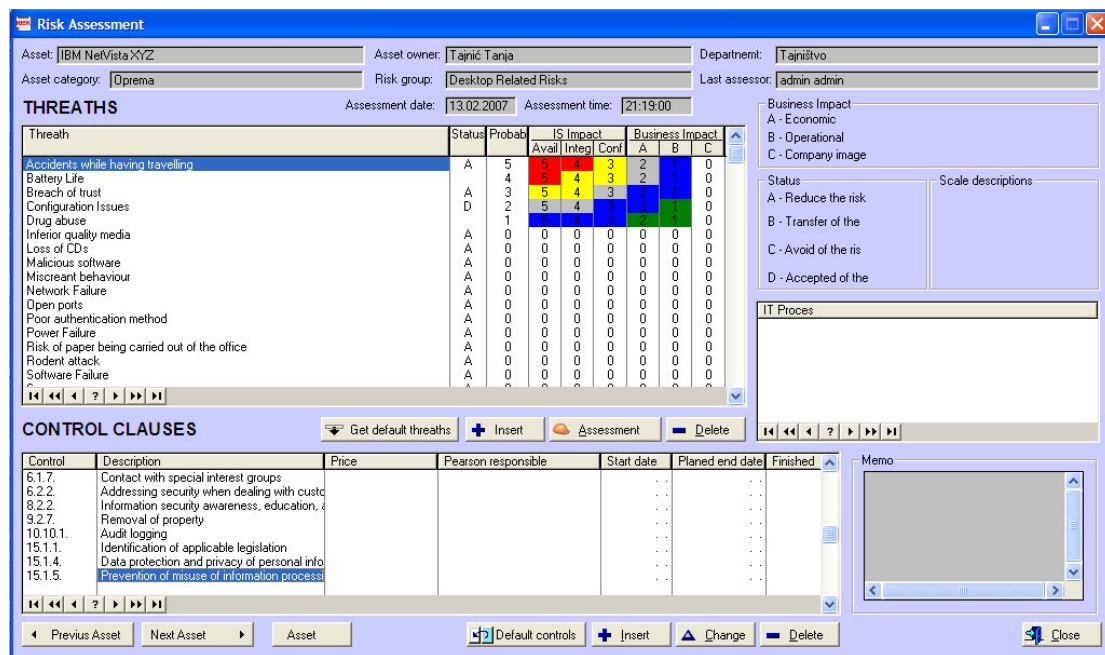 Risk Assessment
Asset: IBM NetVista XYZ Asset owner: Tajnić Tanja Departnemt: Tajništvo
Asset category: Oprema Risk group: Desktop Related Risks Last assessor: admin admin
THREATHS Assessment date: 13.02.2007 Assessment time: 21:19:00
Business Impact
A - Economic
B - Operational
C - Company image
Status
A - Reduce the risk
B - Transfer of the
C - Avoid of the ris
D - Accepted of the
Scale descriptions
IT Proces
Threath Status Probab IS Impact Business Impact
Avail Integ Conf A B C
Accidents while having travelling A 5 5 4 3 2 1 0
Battery Life 4 5 4 3 2 1 0
Breach of trust A 3 5 4 3 2 1 0
Configuration Issues D 2 5 4 3 2 1 0
Drug abuse 1 5 4 3 2 1 0
Inferior quality media A 0 0 0 0 0 0 0
Loss of CDs A 0 0 0 0 0 0 0
Malicious software A 0 0 0 0 0 0 0
Miscreant behaviour A 0 0 0 0 0 0 0
Network Failure A 0 0 0 0 0 0 0
Open ports A 0 0 0 0 0 0 0
Poor authentication method A 0 0 0 0 0 0 0
Power Failure A 0 0 0 0 0 0 0
Risk of paper being carried out of the office A 0 0 0 0 0 0 0
Rodent attack A 0 0 0 0 0 0 0
Software Failure A 0 0 0 0 0 0 0
CONTROL CLAUSES Get default threaths Insert Assessment Delete
Control Description Price Pearson responsible Start date Planed end date Finished
6.1.7. Contact with special interest groups
6.2.2. Addressing security when dealing with custo
8.2.2. Information security awareness, education, a
9.2.7. Removal of property
10.10.1. Audit logging
15.1.1. Identification of applicable legislation
15.1.4. Data protection and privacy of personal info
15.1.5. Prevention of misuse of information processi
Memo
Previus Asset Next Asset Asset Default controls Insert Change Delete Close